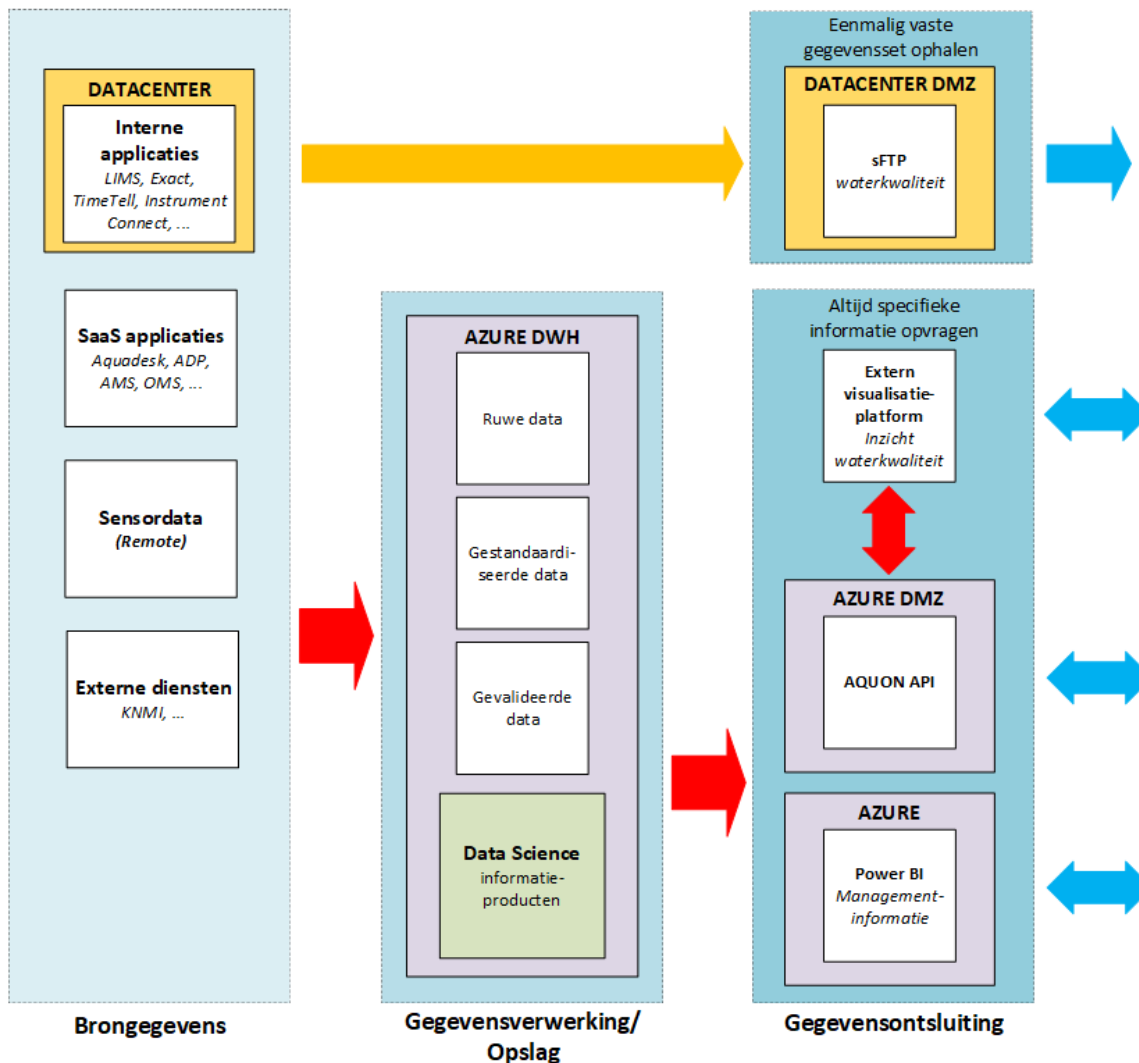 DATACENTER
Interne
applicaties
LIMS, Exact,
TimeTell, Instrument
Connect, ...
SaaS applicaties
Aquadesk, ADP,
AMS, OMS, ...
Sensordata
(Remote)
Externe diensten
KNMI, ...
Brongegevens
AZURE DWH
Ruwe data
Gestandaardi-
seerde data
Gevalideerde
data
Data Science
informatie-
producten
Gegevensverwerking/
Opslag
Eenmalig vaste
gegevensset ophalen
DATACENTER DMZ
sFTP
waterkwaliteit
Altijd specifieke
informatie opvragen
Extern
visualisatie-
platform
Inzicht
waterkwaliteit
AZURE DMZ
AQUON API
AZURE
Power BI
Management-
informatie
Gegevensontsluiting